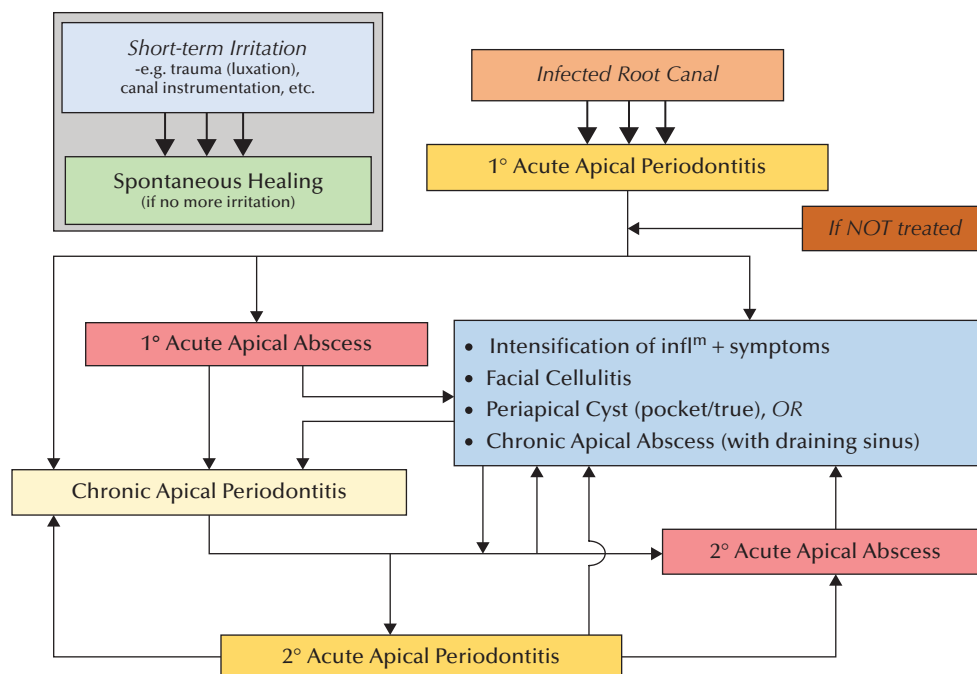 Short-term Irritation
-e.g. trauma (luxation),
canal instrumentation, etc.
Spontaneous Healing
(if no more irritation)
Infected Root Canal
1° Acute Apical Periodontitis
If NOT treated
1° Acute Apical Abscess
• Intensification of inflᵐ + symptoms
• Facial Cellulitis
• Periapical Cyst (pocket/true), OR
• Chronic Apical Abscess (with draining sinus)
Chronic Apical Periodontitis
2° Acute Apical Abscess
2° Acute Apical Periodontitis